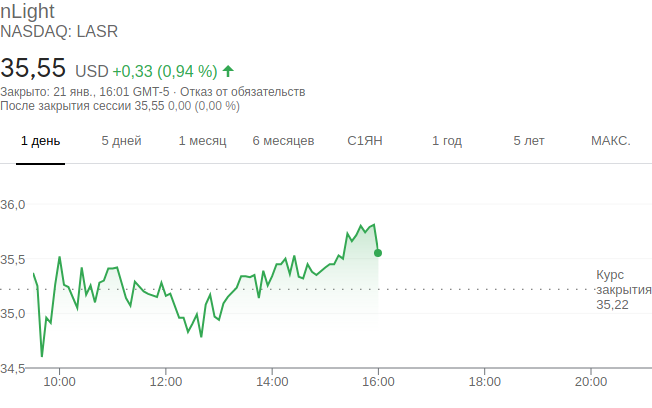 nLight
NASDAQ: LASR
35,55 USD +0,33 (0,94 %)
Закрыто: 21 янв., 16:01 GMT-5 · Отказ от обязательств
После закрытия сессии 35,55 0,00 (0,00 %)
1 день 5 дней 1 месяц 6 месяцев С1ЯН 1 год 5 лет МАКС.
36,0
35,5
Курс
закрытия
35,22
35,0
34,5
10:00 12:00 14:00 16:00 18:00 20:00